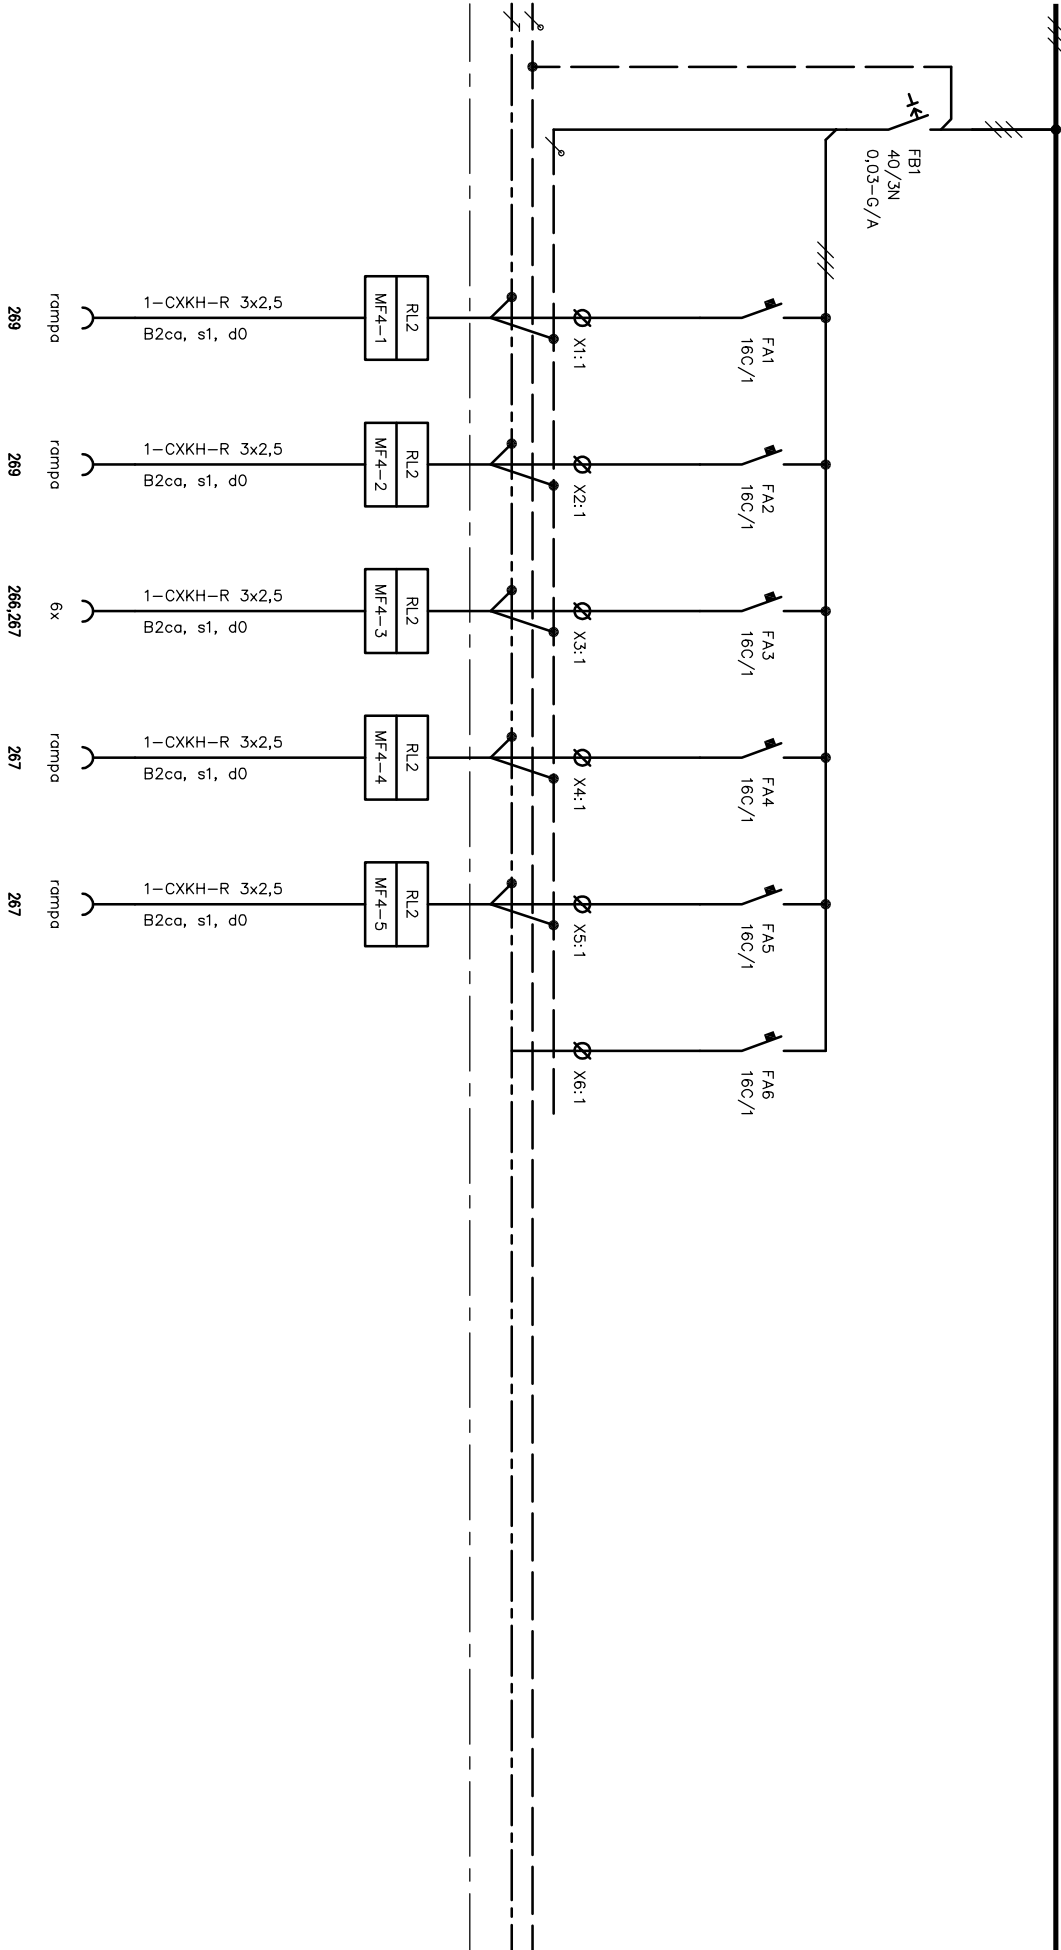 FB1
40/3N
0,03-G/A
FA1
16C/1
X1:1
RL2
MF4-1
1-CXKH-R 3x2,5
B2ca, s1, d0
rampa
269
FA2
16C/1
X2:1
RL2
MF4-2
1-CXKH-R 3x2,5
B2ca, s1, d0
rampa
269
FA3
16C/1
X3:1
RL2
MF4-3
1-CXKH-R 3x2,5
B2ca, s1, d0
6x
266,267
FA4
16C/1
X4:1
RL2
MF4-4
1-CXKH-R 3x2,5
B2ca, s1, d0
rampa
267
FA5
16C/1
X5:1
RL2
MF4-5
1-CXKH-R 3x2,5
B2ca, s1, d0
rampa
267
FA6
16C/1
X6:1